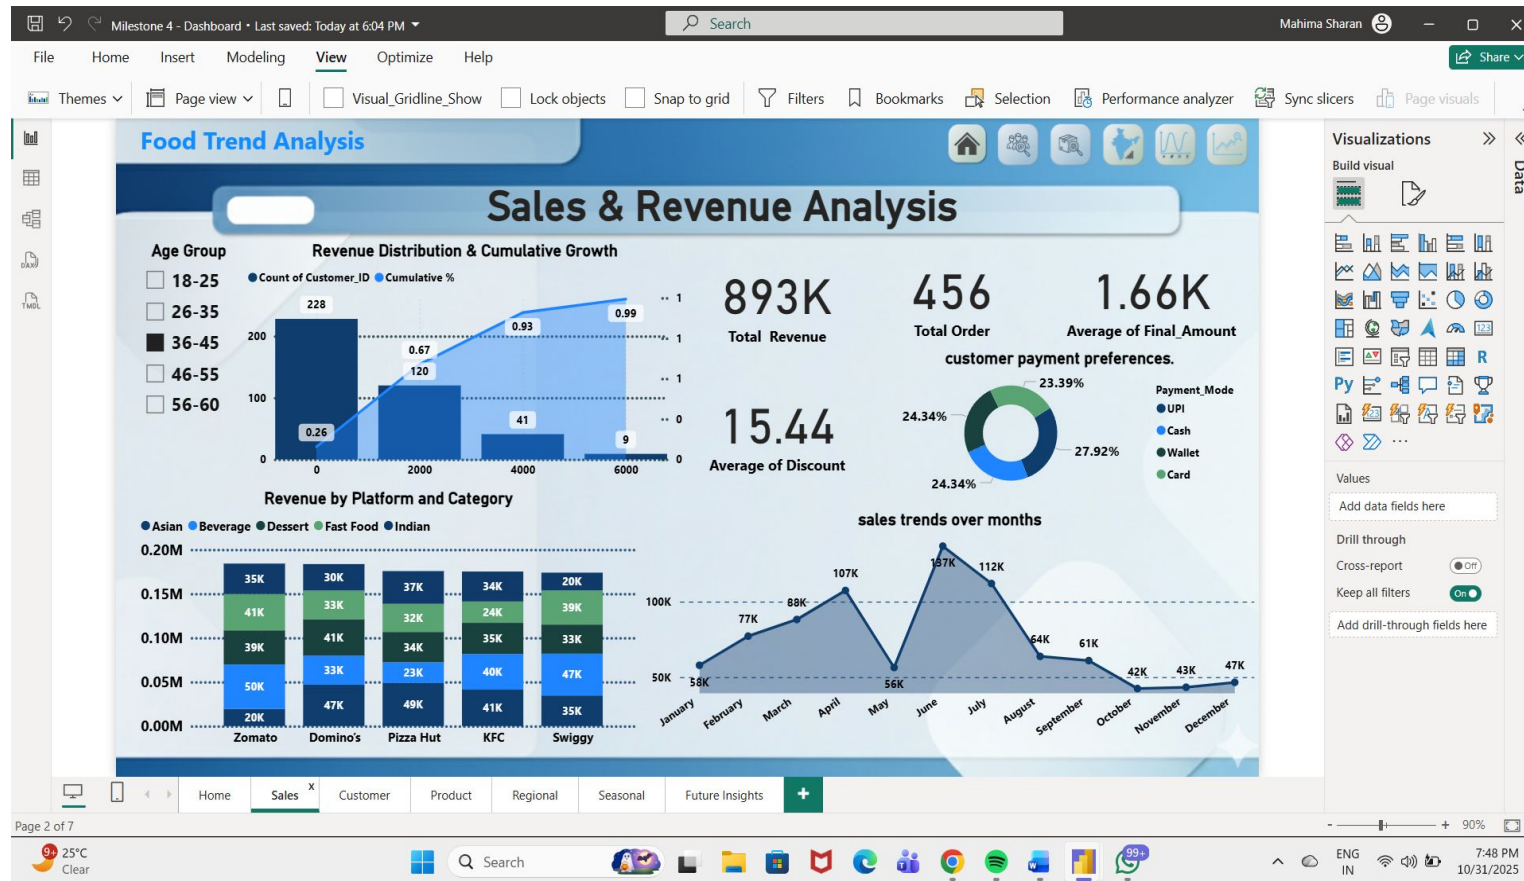 Milestone 4 - Dashboard • Last saved: Today at 6:04 PM
Search
Mahima Sharan
File Home Insert Modeling View Optimize Help
Share
Themes Page view Visual_Gridline_Show Lock objects Snap to grid Filters Bookmarks Selection Performance analyzer Sync slicers Page visuals
Food Trend Analysis
Sales & Revenue Analysis
Age Group
18-25
26-35
36-45
46-55
56-60
Revenue Distribution & Cumulative Growth
Count of Customer_ID Cumulative %
228
0.99
1
0.93
200
1
0.67
120
1
100
41
0
0.26
9
0
0
0 2000 4000 6000
893K
Total Revenue
456
Total Order
1.66K
Average of Final_Amount
15.44
Average of Discount
customer payment preferences.
23.39%
24.34%
27.92%
24.34%
Payment_Mode
UPI
Cash
Wallet
Card
Revenue by Platform and Category
Asian Beverage Dessert Fast Food Indian
0.20M
0.15M
0.10M
0.05M
0.00M
35K 30K 37K 34K 20K
41K 33K 32K 24K 39K
39K 41K 34K 35K 33K
50K 33K 23K 40K 47K
20K 47K 49K 41K 35K
Zomato Domino's Pizza Hut KFC Swiggy
sales trends over months
100K
50K
58K 77K 88K 107K 56K 137K 112K 64K 61K 42K 43K 47K
January February March April May June July August September October November December
Visualizations
Data
Build visual
123
R
Py
Values
Add data fields here
Drill through
Cross-report Off
Keep all filters On
Add drill-through fields here
DAX
TMDL
Home Sales x Customer Product Regional Seasonal Future Insights +
Page 2 of 7
- + 90%
9+
25°C
Clear
Search
99+
ENG
IN
7:48 PM
10/31/2025